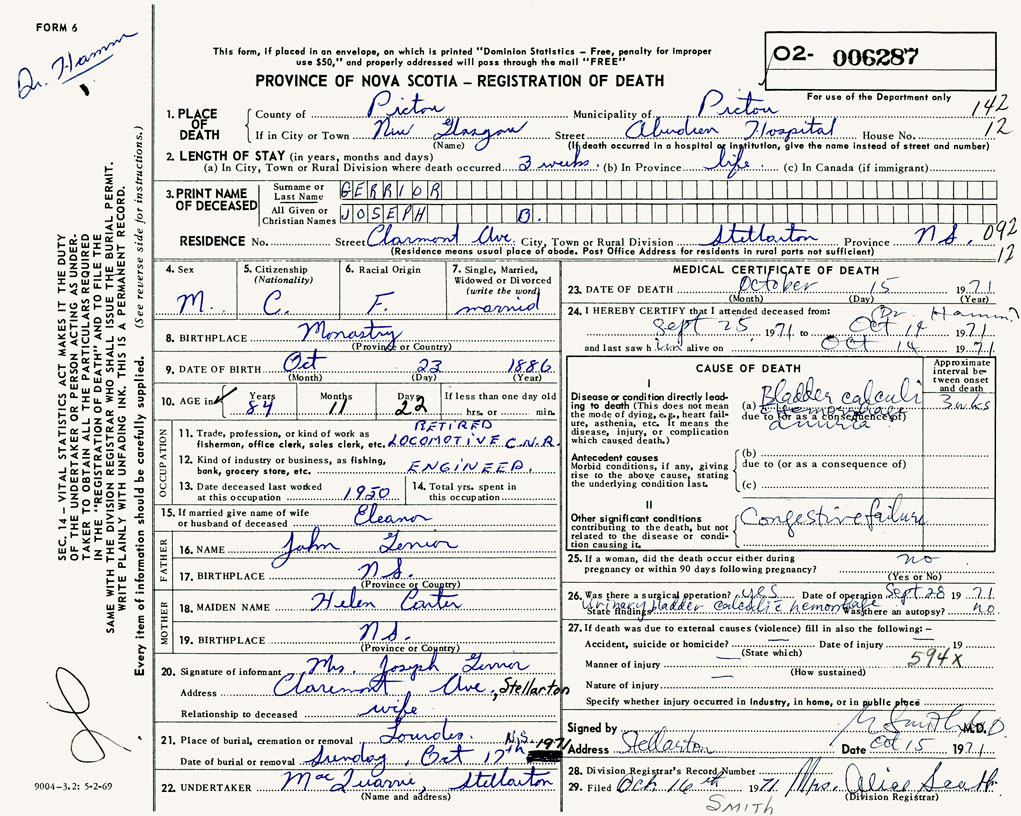 FORM 6
Dr. Hamm
This form, if placed in an envelope, on which is printed "Dominion Statistics – Free, penalty for improper
use $50," and properly addressed will pass through the mail "FREE"
PROVINCE OF NOVA SCOTIA – REGISTRATION OF DEATH
O2- 006287
For use of the Department only
1. PLACE OF DEATH
County of Pictou Municipality of Pictou 142
If in City or Town New Glasgow Street Aberdeen Hospital House No. 12
(Name) (If death occurred in a hospital or institution, give the name instead of street and number)
2. LENGTH OF STAY (in years, months and days)
(a) In City, Town or Rural Division where death occurred 3 weeks (b) In Province life (c) In Canada (if immigrant)
3. PRINT NAME OF DECEASED
Surname or Last Name GERRIOR
All Given or Christian Names JOSEPH B.
RESIDENCE No. Street Clarmont Ave. City, Town or Rural Division Stellarton Province N.S. 092
(Residence means usual place of abode. Post Office Address for residents in rural parts not sufficient) 12
4. Sex M.
5. Citizenship (Nationality) C.
6. Racial Origin F.
7. Single, Married, Widowed or Divorced (write the word) married
8. BIRTHPLACE Monastry
(Province or Country)
9. DATE OF BIRTH Oct 23 1886
(Month) (Day) (Year)
10. AGE in Years 84 Months 11 Days 22 If less than one day old hrs. or min.
OCCUPATION
11. Trade, profession, or kind of work as fisherman, office clerk, sales clerk, etc. RETIRED LOCOMOTIVE C.N.R.
12. Kind of industry or business, as fishing, bank, grocery store, etc. ENGINEER.
13. Date deceased last worked at this occupation 1950
14. Total yrs. spent in this occupation
15. If married give name of wife or husband of deceased Eleanor
FATHER
16. NAME John Gerrior
17. BIRTHPLACE N.S.
(Province or Country)
MOTHER
18. MAIDEN NAME Helen Carter
19. BIRTHPLACE N.S.
(Province or Country)
20. Signature of informant Mrs. Joseph Gerrior
Address Claremont Ave., Stellarton
Relationship to deceased wife
21. Place of burial, cremation or removal Lourdes. N.S.
Date of burial or removal Sunday, Oct 17th 1971
22. UNDERTAKER MacQuarrie, Stellarton
(Name and address)
MEDICAL CERTIFICATE OF DEATH
23. DATE OF DEATH October 15 1971
(Month) (Day) (Year)
24. I HEREBY CERTIFY that I attended deceased from: Dr. Hamm
Sept 25 1971 to Oct 14 1971
and last saw him alive on Oct 14 1971
CAUSE OF DEATH
Approximate interval between onset and death
I
Disease or condition directly leading to death (This does not mean the mode of dying, e.g., heart failure, asthenia, etc. It means the disease, injury, or complication which caused death.)
(a) Bladder calculi 3 wks
hemorrhage
due to (or as a consequence of)
anuria
Antecedent causes
Morbid conditions, if any, giving rise to the above cause, stating the underlying condition last.
(b)
due to (or as a consequence of)
(c)
II
Other significant conditions
contributing to the death, but not related to the disease or condition causing it.
Congestive failure
25. If a woman, did the death occur either during pregnancy or within 90 days following pregnancy? no
(Yes or No)
26. Was there a surgical operation? yes Date of operation Sept 28 1971
State findings Urinary bladder calculi & hemorrhage Was there an autopsy? no.
27. If death was due to external causes (violence) fill in also the following: –
Accident, suicide or homicide? — Date of injury — 19
(State which) 594x
Manner of injury —
(How sustained)
Nature of injury —
Specify whether injury occurred in Industry, in home, or in public place
Signed by M.D.
Address Stellarton Date Oct 15 1971
28. Division Registrar's Record Number
29. Filed Oct. 16th 1971 Mrs. Alice Scott
(Division Registrar)
SMITH
SEC. 14 – VITAL STATISTICS ACT MAKES IT THE DUTY
OF THE UNDERTAKER OR PERSON ACTING AS UNDERTAKER TO OBTAIN ALL THE PARTICULARS REQUIRED
IN THE "REGISTRATION OF DEATH" AND TO FILE THE
SAME WITH THE DIVISION REGISTRAR WHO SHALL ISSUE THE BURIAL PERMIT.
WRITE PLAINLY WITH UNFADING INK. THIS IS A PERMANENT RECORD.
Every item of information should be carefully supplied. (See reverse side for instructions.)
9004-3.2: 5-2-69